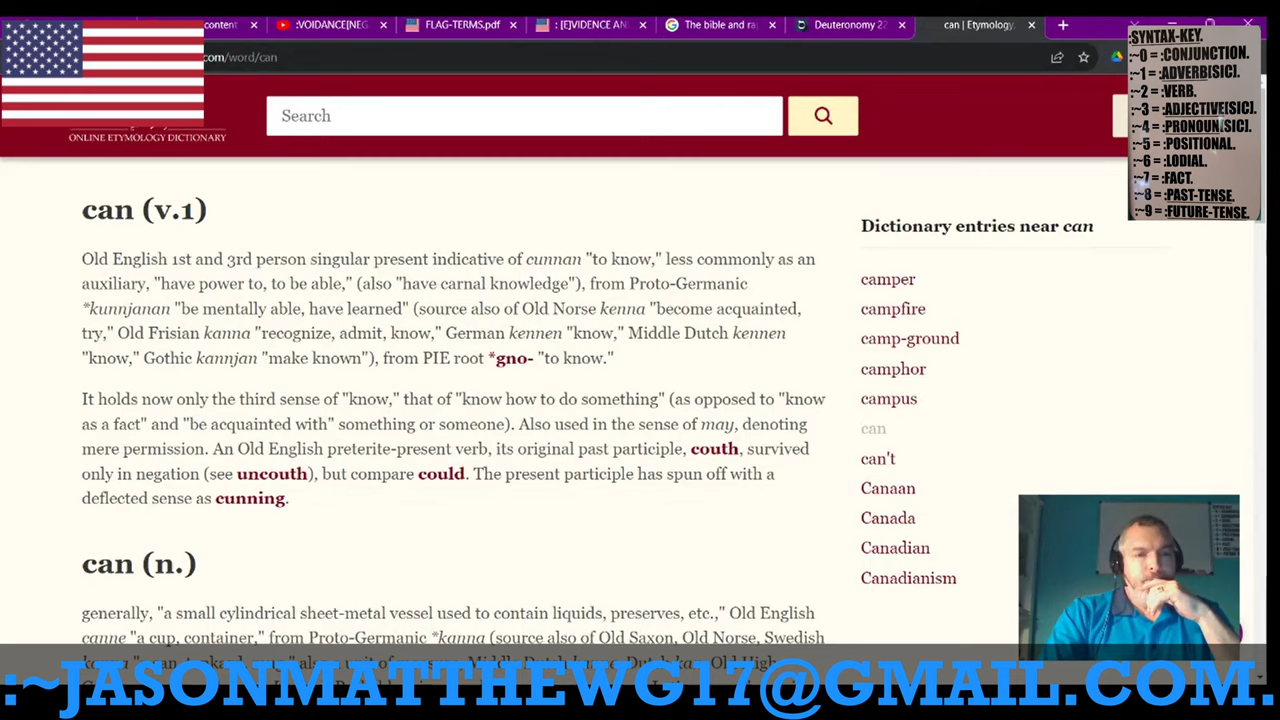 content
:VOIDANCE[NEG
FLAG-TERMS.pdf
: [E]VIDENCE AN
The bible and ra
Deuteronomy 22
can | Etymology,
com/word/can
:SYNTAX-KEY.
:~0 = :CONJUNCTION.
:~1 = :ADVERB[SIC].
:~2 = :VERB.
:~3 = :ADJECTIVE[SIC].
:~4 = :PRONOUN[SIC].
:~5 = :POSITIONAL.
:~6 = :LODIAL.
:~7 = :FACT.
:~8 = :PAST-TENSE.
:~9 = :FUTURE-TENSE.
Search
ONLINE ETYMOLOGY DICTIONARY
can (v.1)
Old English 1st and 3rd person singular present indicative of cunnan "to know," less commonly as an
auxiliary, "have power to, to be able," (also "have carnal knowledge"), from Proto-Germanic
*kunnjanan "be mentally able, have learned" (source also of Old Norse kenna "become acquainted,
try," Old Frisian kanna "recognize, admit, know," German kennen "know," Middle Dutch kennen
"know," Gothic kannjan "make known"), from PIE root *gno- "to know."
It holds now only the third sense of "know," that of "know how to do something" (as opposed to "know
as a fact" and "be acquainted with" something or someone). Also used in the sense of may, denoting
mere permission. An Old English preterite-present verb, its original past participle, couth, survived
only in negation (see uncouth), but compare could. The present participle has spun off with a
deflected sense as cunning.
can (n.)
generally, "a small cylindrical sheet-metal vessel used to contain liquids, preserves, etc.," Old English
canne "a cup, container," from Proto-Germanic *kanna (source also of Old Saxon, Old Norse, Swedish
Dictionary entries near can
camper
campfire
camp-ground
camphor
campus
can
can't
Canaan
Canada
Canadian
Canadianism
:~JASONMATTHEWG17@GMAIL.COM.